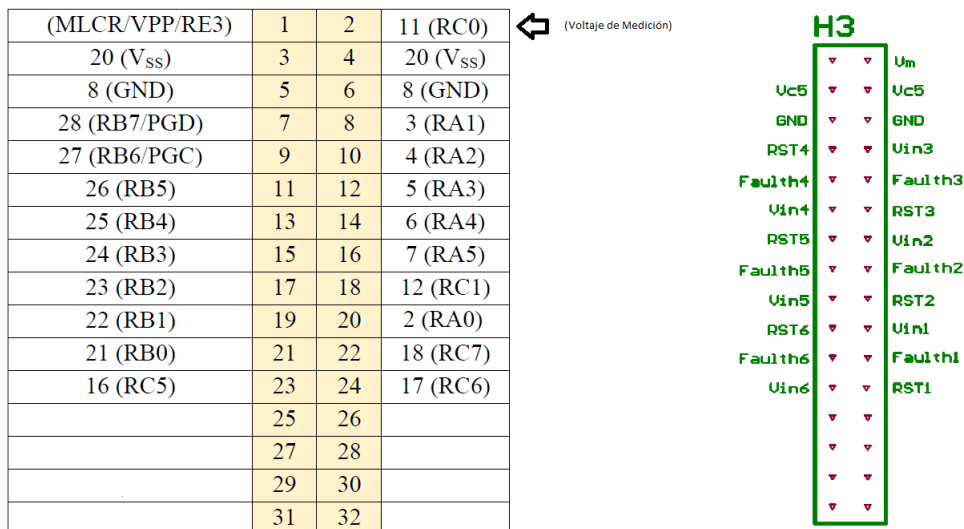 (MLCR/VPP/RE3) 1 2 11 (RC0) (Voltaje de Medición)
20 (VSS) 3 4 20 (VSS)
8 (GND) 5 6 8 (GND)
28 (RB7/PGD) 7 8 3 (RA1)
27 (RB6/PGC) 9 10 4 (RA2)
26 (RB5) 11 12 5 (RA3)
25 (RB4) 13 14 6 (RA4)
24 (RB3) 15 16 7 (RA5)
23 (RB2) 17 18 12 (RC1)
22 (RB1) 19 20 2 (RA0)
21 (RB0) 21 22 18 (RC7)
16 (RC5) 23 24 17 (RC6)
25 26
27 28
29 30
31 32
H3
Vm
Vc5 Vc5
GND GND
RST4 Vin3
Faulth4 Faulth3
Vin4 RST3
RST5 Vin2
Faulth5 Faulth2
Vin5 RST2
RST6 Vin1
Faulth6 Faulth1
Vin6 RST1